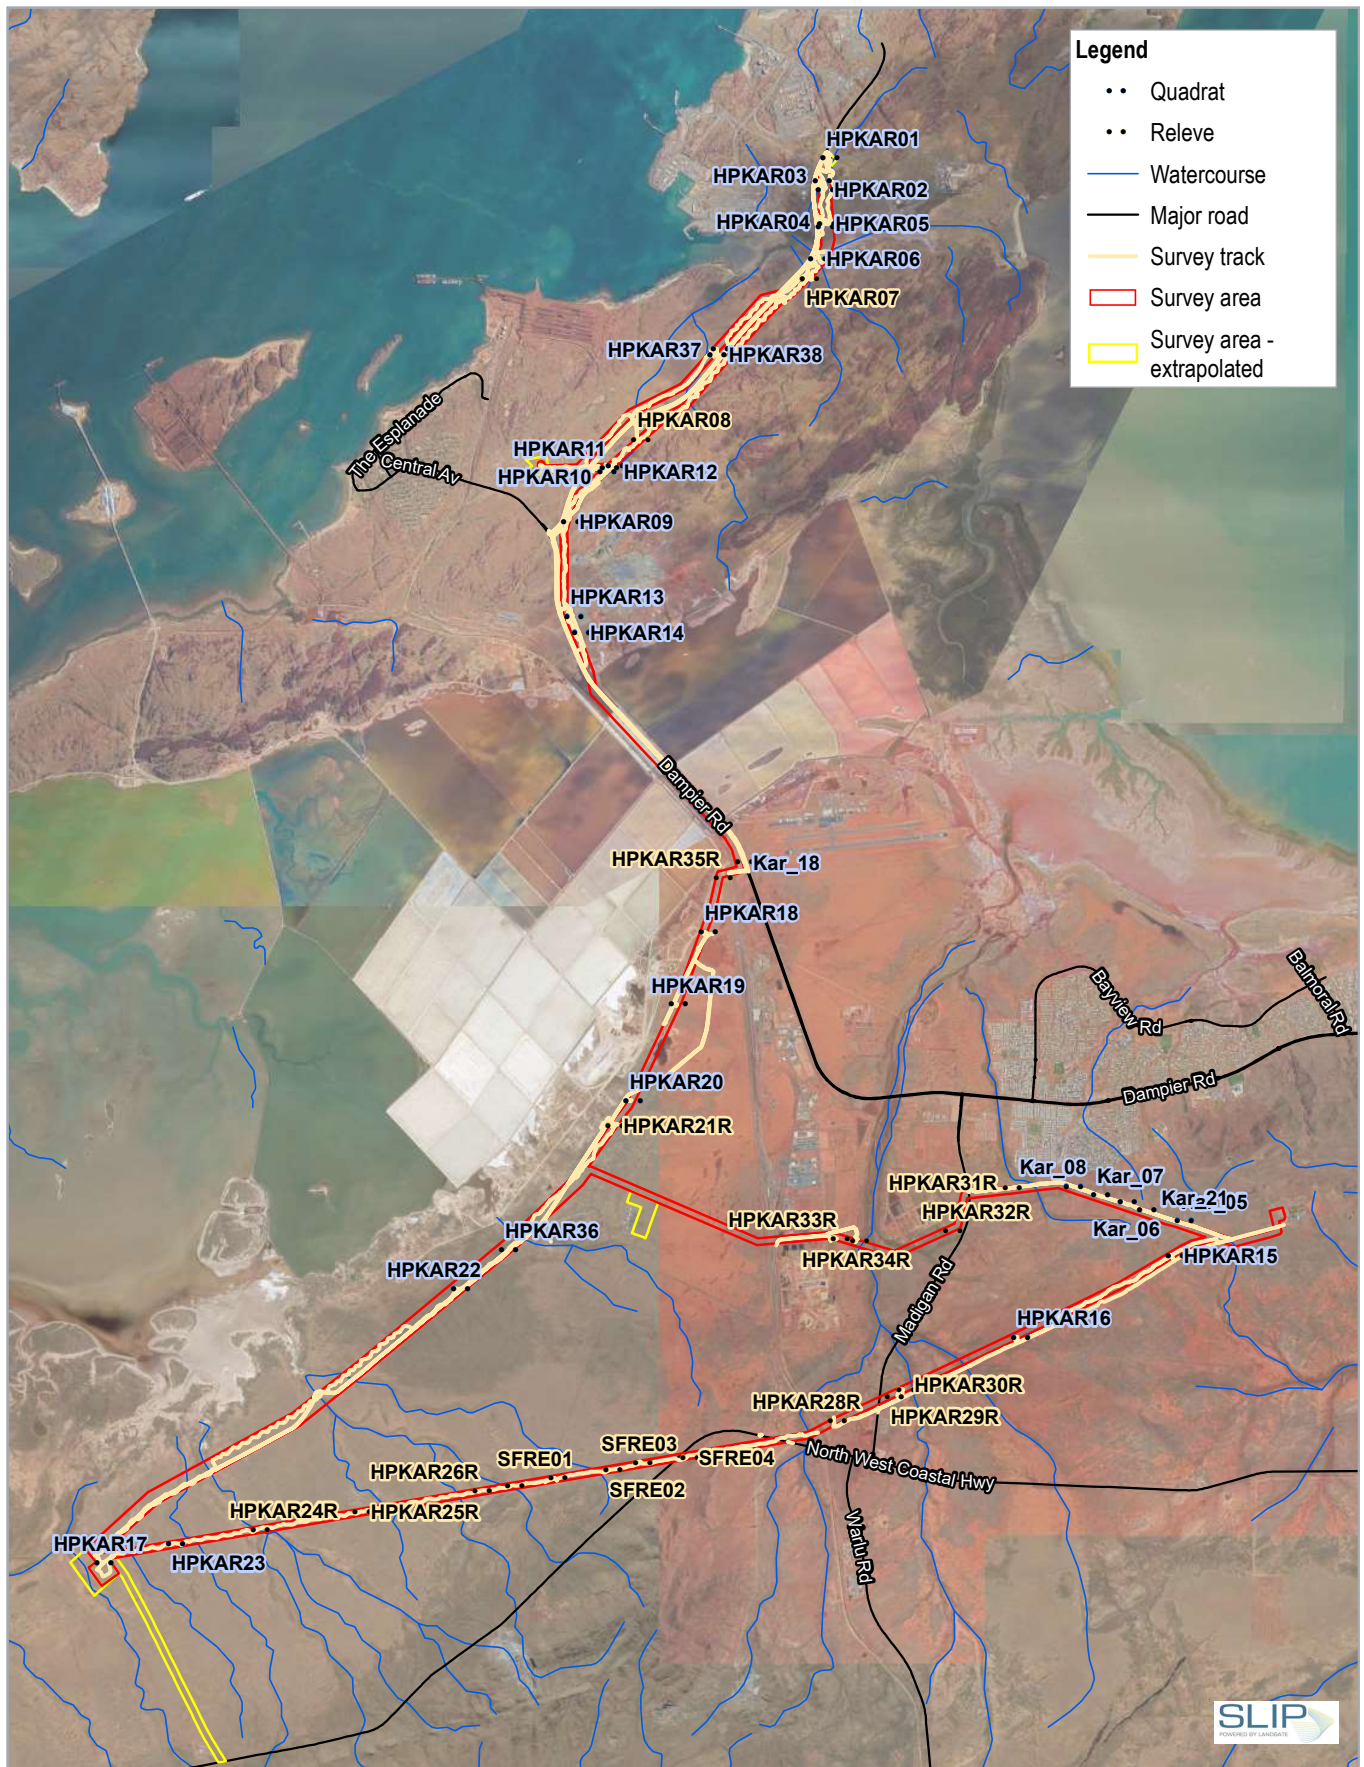 Legend
Quadrat
Releve
Watercourse
Major road
Survey track
Survey area
Survey area -
extrapolated
HPKAR01
HPKAR03
HPKAR02
HPKAR04
HPKAR05
HPKAR06
HPKAR07
HPKAR37
HPKAR38
The Esplanade
Central Av
HPKAR08
HPKAR11
HPKAR10
HPKAR12
HPKAR09
HPKAR13
HPKAR14
Dampier Rd
HPKAR35R
Kar_18
HPKAR18
HPKAR19
Bayview Rd
Balmoral Rd
HPKAR20
Dampier Rd
HPKAR21R
HPKAR31R
Kar_08
Kar_07
Kar_21
05
HPKAR33R
HPKAR32R
Kar_06
HPKAR36
HPKAR34R
HPKAR15
HPKAR22
Madigan Rd
HPKAR16
HPKAR30R
HPKAR28R
HPKAR29R
SFRE03
SFRE01
SFRE04
North West Coastal Hwy
HPKAR26R
SFRE02
HPKAR24R
HPKAR25R
Warlu Rd
HPKAR17
HPKAR23
SLIP
POWERED BY LANDGATE